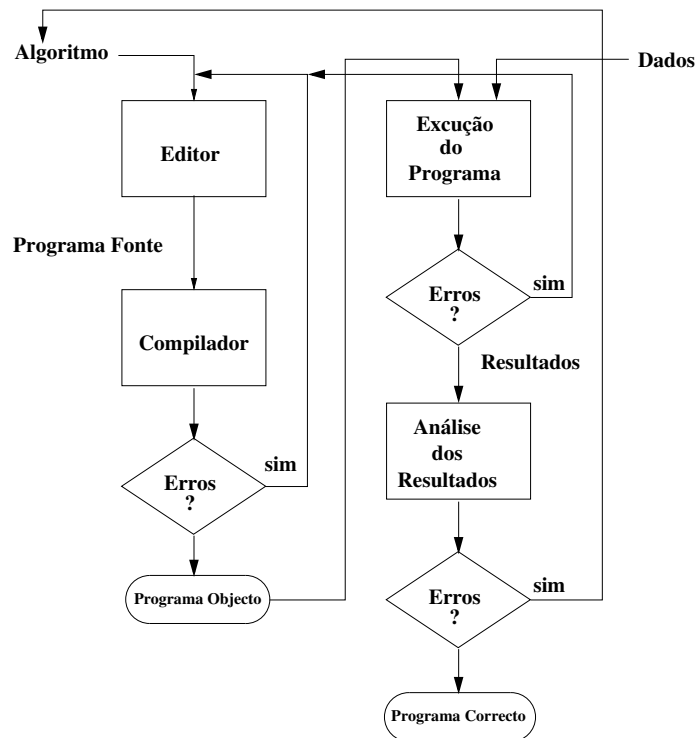 Algoritmo
Editor
Programa Fonte
Compilador
Erros
?
sim
Programa Objecto
Dados
Excução
do
Programa
Erros
?
sim
Resultados
Análise
dos
Resultados
Erros
?
sim
Programa Correcto